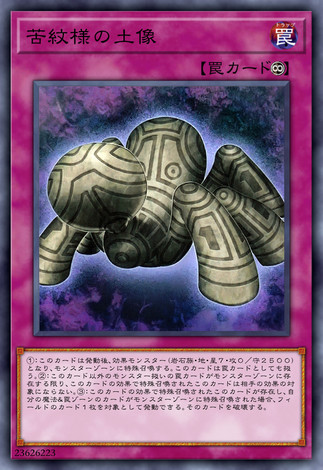 苦紋様の土像
トラップ
罠
【罠カード】
①:このカードは発動後、効果モンスター(岩石族・地・星7・攻0/守2500)
となり、モンスターゾーンに特殊召喚する。このカードは罠カードとしても扱
う。②:このカード以外のモンスター扱いの罠カードがモンスターゾーンに存
在する限り、このカードの効果で特殊召喚されたこのカードは相手の効果の対
象にならない。③:このカードの効果で特殊召喚されたこのカードが存在し、自
分の魔法&罠ゾーンのカードがモンスターゾーンに特殊召喚された場合、フィ
ールドのカード1枚を対象として発動できる。そのカードを破壊する。
23626223